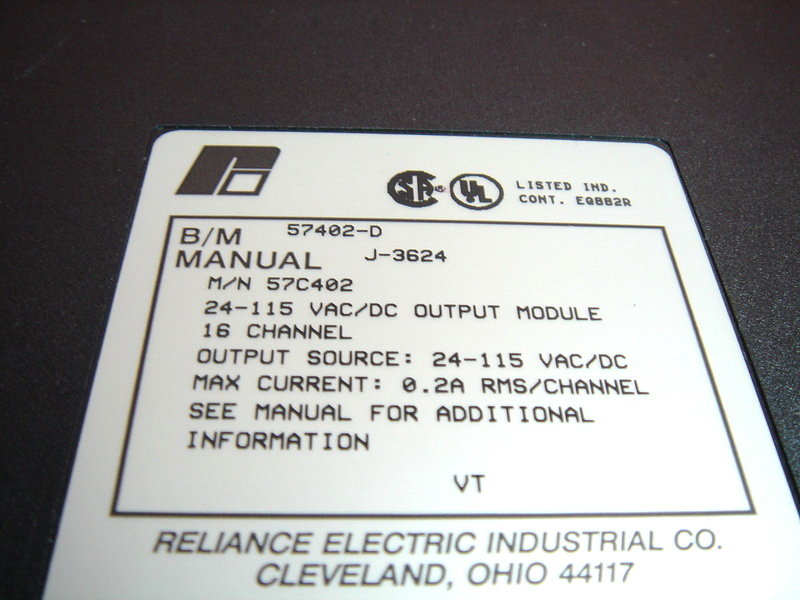 LISTED IND.
CONT. EQ882R
B/M 57402-D
MANUAL J-3624
M/N 57C402
24-115 VAC/DC OUTPUT MODULE
16 CHANNEL
OUTPUT SOURCE: 24-115 VAC/DC
MAX CURRENT: 0.2A RMS/CHANNEL
SEE MANUAL FOR ADDITIONAL
INFORMATION
VT
RELIANCE ELECTRIC INDUSTRIAL CO.
CLEVELAND, OHIO 44117